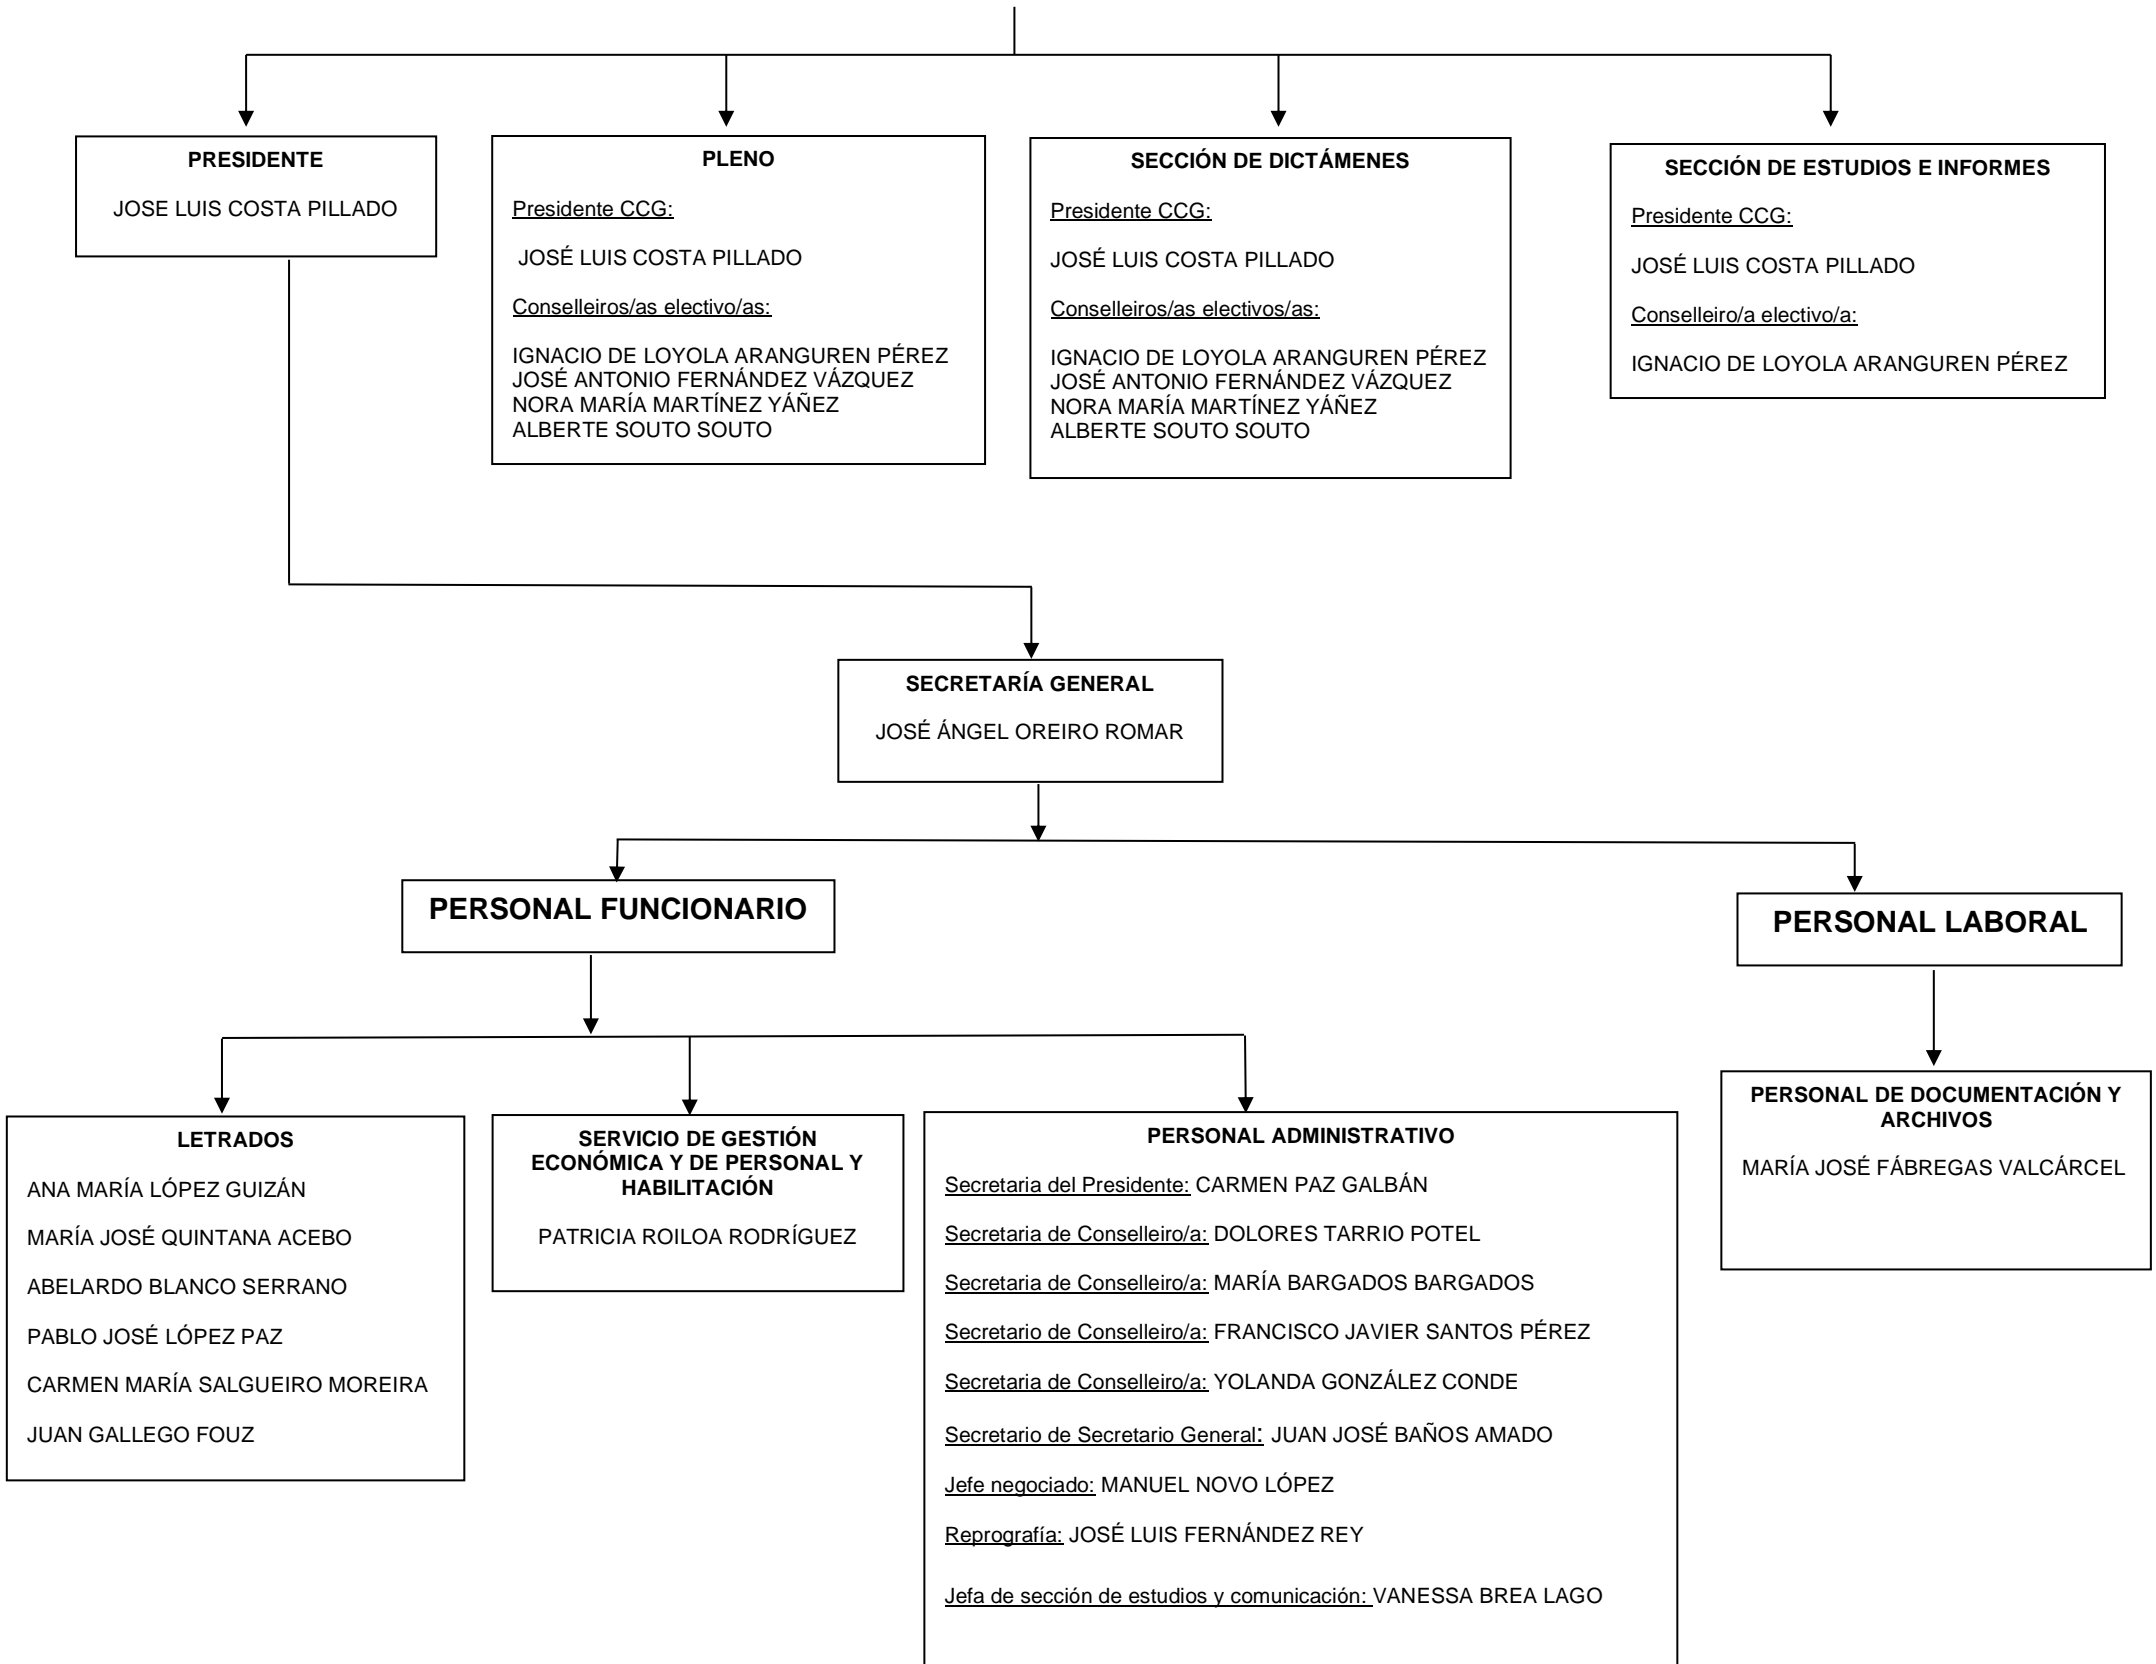 PRESIDENTE
JOSE LUIS COSTA PILLADO
PLENO
Presidente CCG:
JOSÉ LUIS COSTA PILLADO
Conselleiros/as electivo/as:
IGNACIO DE LOYOLA ARANGUREN PÉREZ
JOSÉ ANTONIO FERNÁNDEZ VÁZQUEZ
NORA MARÍA MARTÍNEZ YÁÑEZ
ALBERTE SOUTO SOUTO
SECCIÓN DE DICTÁMENES
Presidente CCG:
JOSÉ LUIS COSTA PILLADO
Conselleiros/as electivos/as:
IGNACIO DE LOYOLA ARANGUREN PÉREZ
JOSÉ ANTONIO FERNÁNDEZ VÁZQUEZ
NORA MARÍA MARTÍNEZ YÁÑEZ
ALBERTE SOUTO SOUTO
SECCIÓN DE ESTUDIOS E INFORMES
Presidente CCG:
JOSÉ LUIS COSTA PILLADO
Conselleiro/a electivo/a:
IGNACIO DE LOYOLA ARANGUREN PÉREZ
SECRETARÍA GENERAL
JOSÉ ÁNGEL OREIRO ROMAR
PERSONAL FUNCIONARIO
PERSONAL LABORAL
LETRADOS
ANA MARÍA LÓPEZ GUIZÁN
MARÍA JOSÉ QUINTANA ACEBO
ABELARDO BLANCO SERRANO
PABLO JOSÉ LÓPEZ PAZ
CARMEN MARÍA SALGUEIRO MOREIRA
JUAN GALLEGO FOUZ
SERVICIO DE GESTIÓN
ECONÓMICA Y DE PERSONAL Y
HABILITACIÓN
PATRICIA ROILOA RODRÍGUEZ
PERSONAL ADMINISTRATIVO
Secretaria del Presidente: CARMEN PAZ GALBÁN
Secretaria de Conselleiro/a: DOLORES TARRIO POTEL
Secretaria de Conselleiro/a: MARÍA BARGADOS BARGADOS
Secretario de Conselleiro/a: FRANCISCO JAVIER SANTOS PÉREZ
Secretaria de Conselleiro/a: YOLANDA GONZÁLEZ CONDE
Secretario de Secretario General: JUAN JOSÉ BAÑOS AMADO
Jefe negociado: MANUEL NOVO LÓPEZ
Reprografía: JOSÉ LUIS FERNÁNDEZ REY
Jefa de sección de estudios y comunicación: VANESSA BREA LAGO
PERSONAL DE DOCUMENTACIÓN Y
ARCHIVOS
MARÍA JOSÉ FÁBREGAS VALCÁRCEL